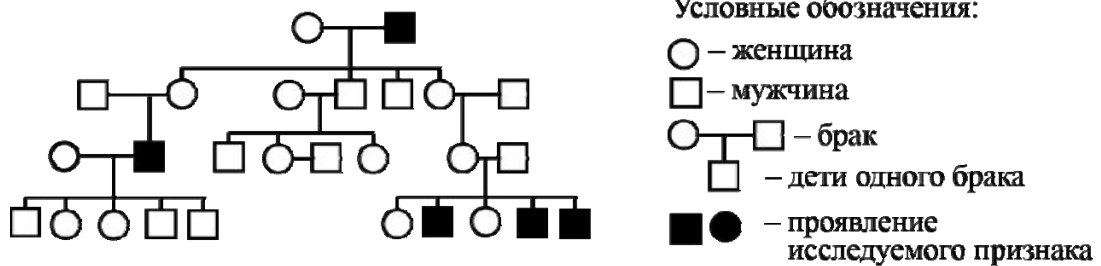 Условные обозначения:
– женщина
– мужчина
– брак
– дети одного брака
– проявление
исследуемого признака